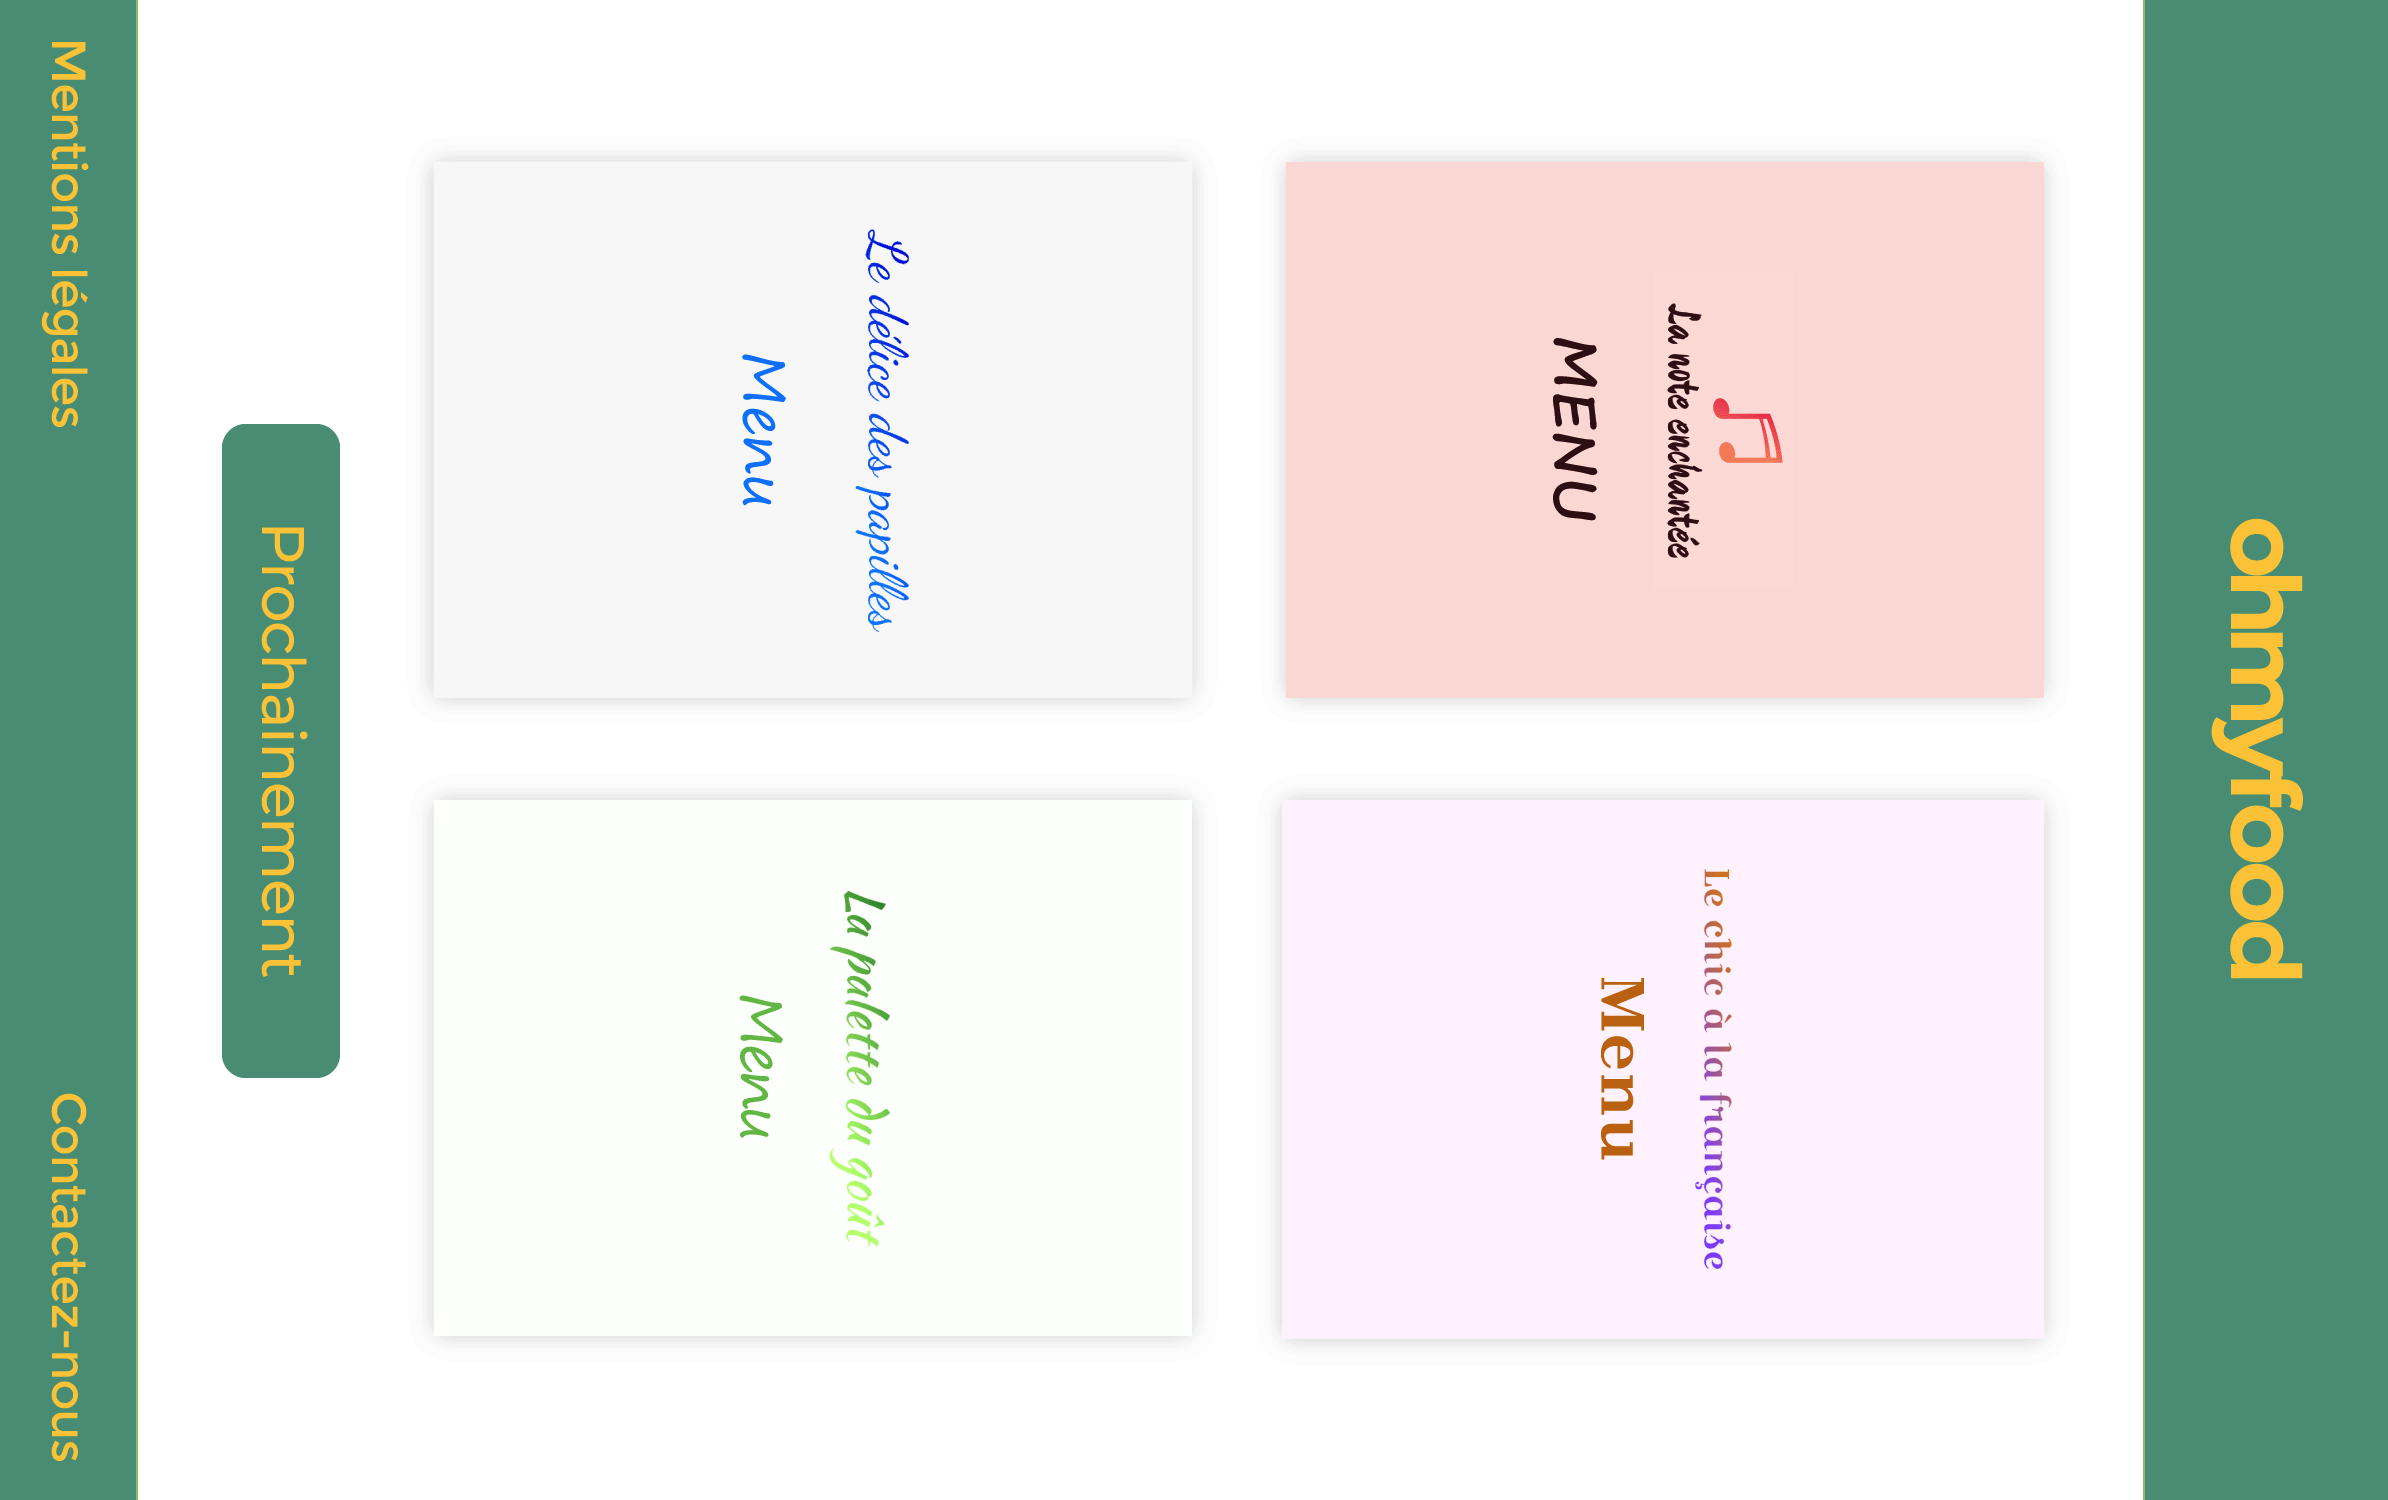 ohmyfood
La note enchantée
MENU
Le chic à la française
Menu
Le délice des papilles
Menu
La palette du goût
Menu
Prochainement
Mentions légales
Contactez-nous